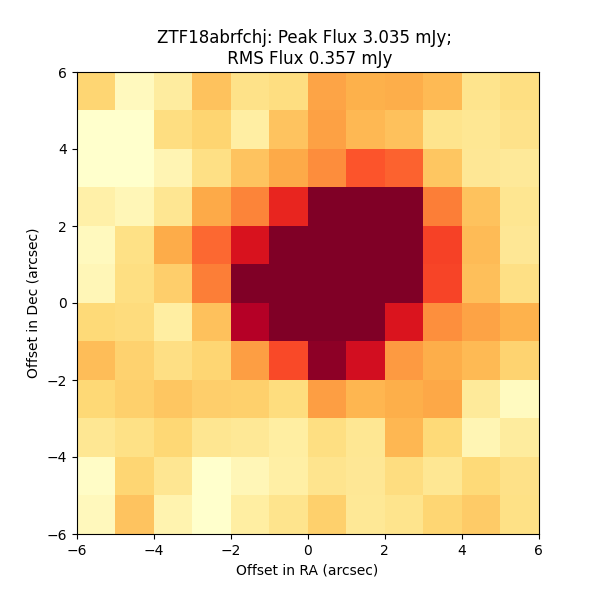 ZTF18abrfchj: Peak Flux 3.035 mJy;
RMS Flux 0.357 mJy
6
4
2
0
−2
−4
−6
Offset in Dec (arcsec)
−6 −4 −2 0 2 4 6
Offset in RA (arcsec)